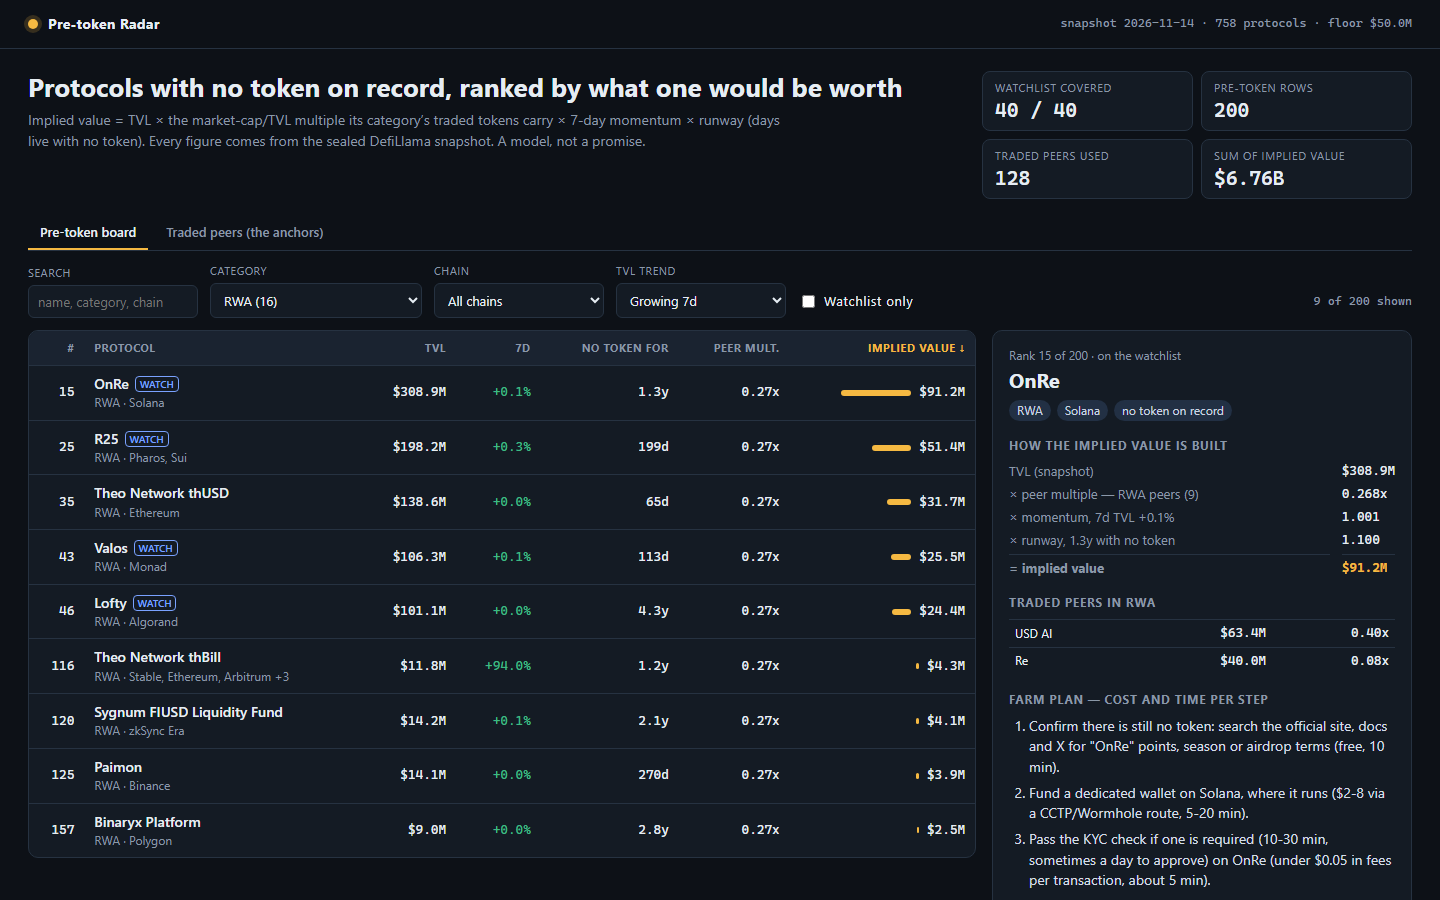 Pre-token Radar
snapshot 2026-11-14 · 758 protocols · floor $50.0M
Protocols with no token on record, ranked by what one would be worth
Implied value = TVL × the market-cap/TVL multiple its category's traded tokens carry × 7-day momentum × runway (days
live with no token). Every figure comes from the sealed DefiLlama snapshot. A model, not a promise.
WATCHLIST COVERED
40 / 40
PRE-TOKEN ROWS
200
TRADED PEERS USED
128
SUM OF IMPLIED VALUE
$6.76B
Pre-token board
Traded peers (the anchors)
SEARCH
name, category, chain
CATEGORY
RWA (16)
CHAIN
All chains
TVL TREND
Growing 7d
Watchlist only
9 of 200 shown
# PROTOCOL TVL 7D NO TOKEN FOR PEER MULT. IMPLIED VALUE ↓
15 OnRe WATCH $308.9M +0.1% 1.3y 0.27x $91.2M
RWA · Solana
25 R25 WATCH $198.2M +0.3% 199d 0.27x $51.4M
RWA · Pharos, Sui
35 Theo Network thUSD $138.6M +0.0% 65d 0.27x $31.7M
RWA · Ethereum
43 Valos WATCH $106.3M +0.1% 113d 0.27x $25.5M
RWA · Monad
46 Lofty WATCH $101.1M +0.0% 4.3y 0.27x $24.4M
RWA · Algorand
116 Theo Network thBill $11.8M +94.0% 1.2y 0.27x $4.3M
RWA · Stable, Ethereum, Arbitrum +3
120 Sygnum FIUSD Liquidity Fund $14.2M +0.1% 2.1y 0.27x $4.1M
RWA · zkSync Era
125 Paimon $14.1M +0.0% 270d 0.27x $3.9M
RWA · Binance
157 Binaryx Platform $9.0M +0.0% 2.8y 0.27x $2.5M
RWA · Polygon
Rank 15 of 200 · on the watchlist
OnRe
RWA Solana no token on record
HOW THE IMPLIED VALUE IS BUILT
TVL (snapshot) $308.9M
× peer multiple — RWA peers (9) 0.268x
× momentum, 7d TVL +0.1% 1.001
× runway, 1.3y with no token 1.100
= implied value $91.2M
TRADED PEERS IN RWA
USD AI $63.4M 0.40x
Re $40.0M 0.08x
FARM PLAN — COST AND TIME PER STEP
1. Confirm there is still no token: search the official site, docs
and X for "OnRe" points, season or airdrop terms (free, 10
min).
2. Fund a dedicated wallet on Solana, where it runs ($2-8 via
a CCTP/Wormhole route, 5-20 min).
3. Pass the KYC check if one is required (10-30 min,
sometimes a day to approve) on OnRe (under $0.05 in fees
per transaction, about 5 min).